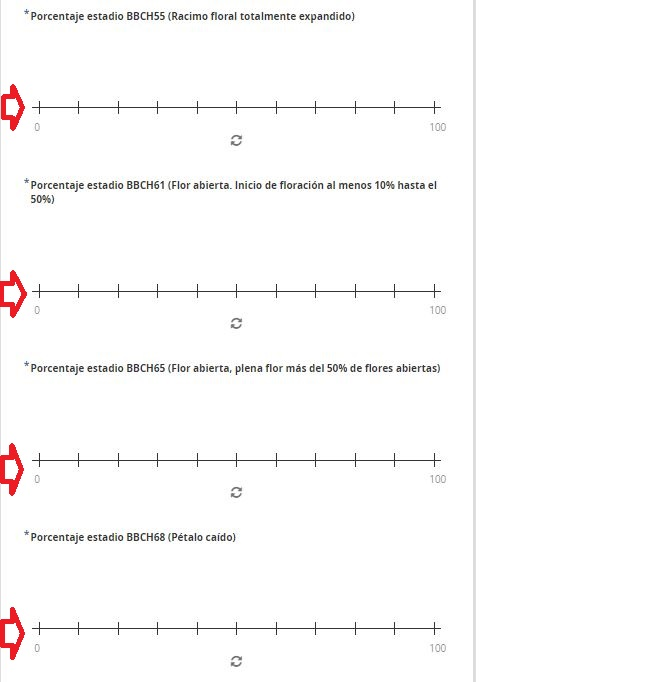 *Porcentaje estadio BBCH55 (Racimo floral totalmente expandido)
0 100
*Porcentaje estadio BBCH61 (Flor abierta. Inicio de floración al menos 10% hasta el
50%)
0 100
*Porcentaje estadio BBCH65 (Flor abierta, plena flor más del 50% de flores abiertas)
0 100
*Porcentaje estadio BBCH68 (Pétalo caído)
0 100